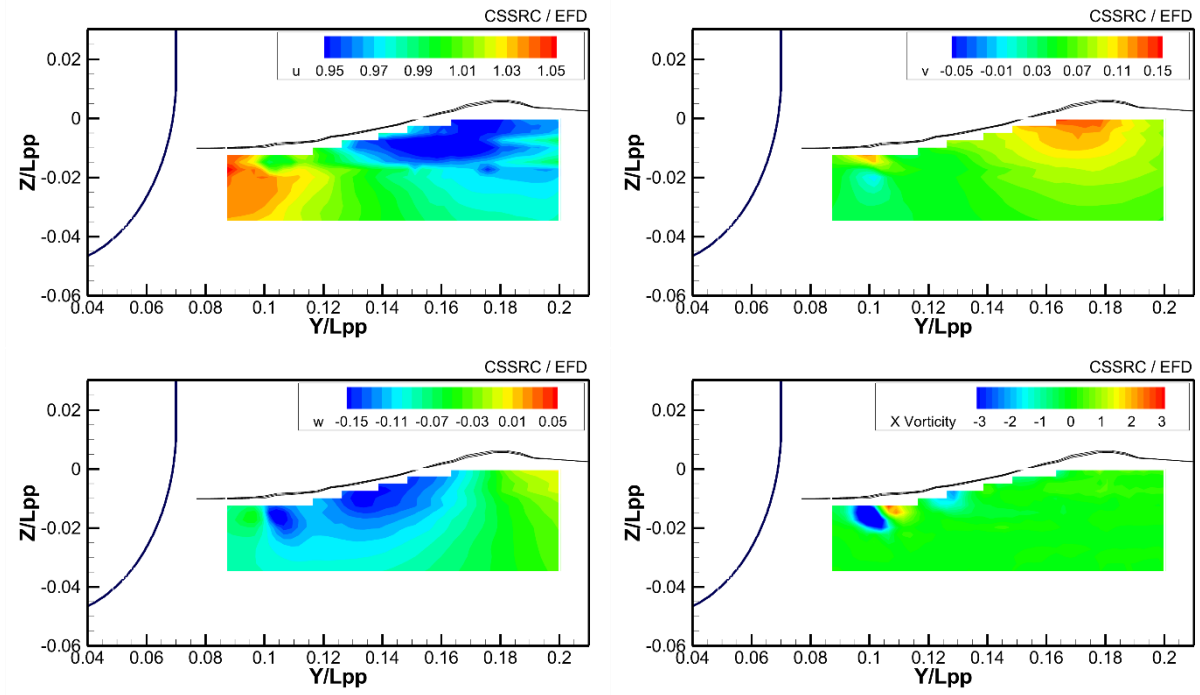 CSSRC / EFD
u 0.95 0.97 0.99 1.01 1.03 1.05
0.02
0
-0.02
-0.04
-0.06
Z/Lpp
0.04 0.06 0.08 0.1 0.12 0.14 0.16 0.18 0.2
Y/Lpp
CSSRC / EFD
v -0.05 -0.01 0.03 0.07 0.11 0.15
0.02
0
-0.02
-0.04
-0.06
Z/Lpp
0.04 0.06 0.08 0.1 0.12 0.14 0.16 0.18 0.2
Y/Lpp
CSSRC / EFD
w -0.15 -0.11 -0.07 -0.03 0.01 0.05
0.02
0
-0.02
-0.04
-0.06
Z/Lpp
0.04 0.06 0.08 0.1 0.12 0.14 0.16 0.18 0.2
Y/Lpp
CSSRC / EFD
X Vorticity -3 -2 -1 0 1 2 3
0.02
0
-0.02
-0.04
-0.06
Z/Lpp
0.04 0.06 0.08 0.1 0.12 0.14 0.16 0.18 0.2
Y/Lpp